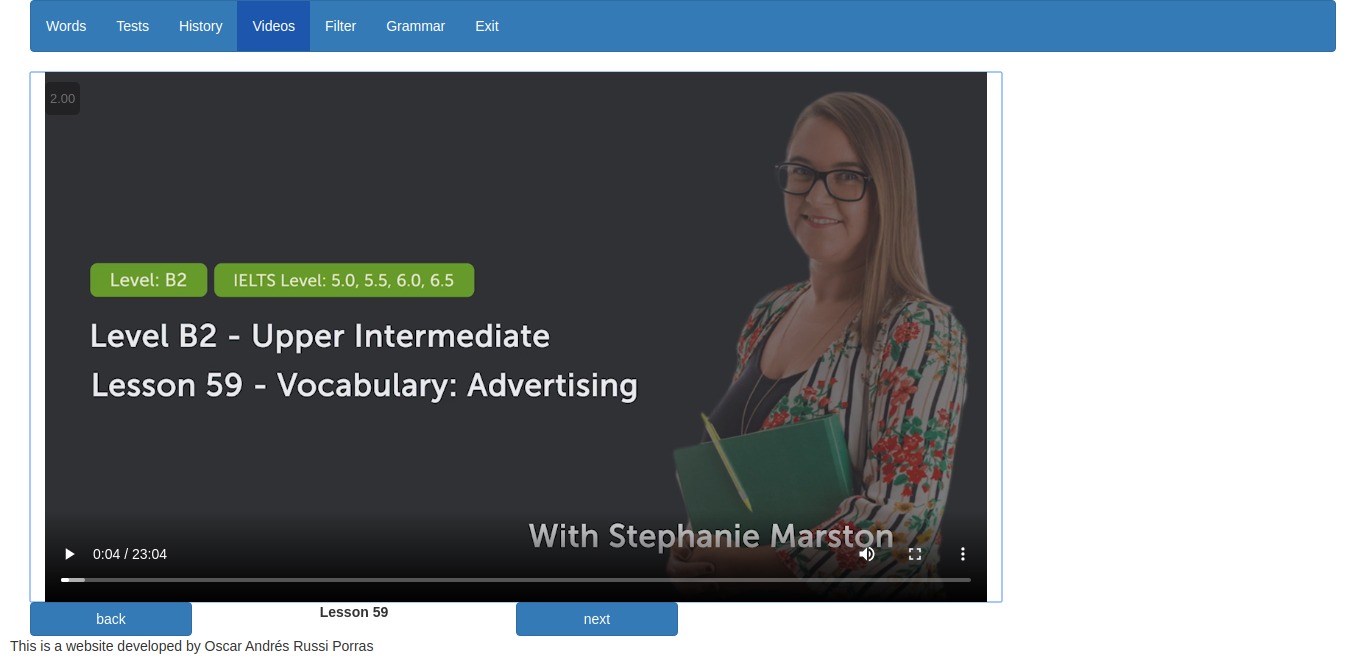 Words Tests History Videos Filter Grammar Exit
2.00
Level: B2 IELTS Level: 5.0, 5.5, 6.0, 6.5
Level B2 - Upper Intermediate
Lesson 59 - Vocabulary: Advertising
With Stephanie Marston
0:04 / 23:04
back Lesson 59 next
This is a website developed by Oscar Andrés Russi Porras